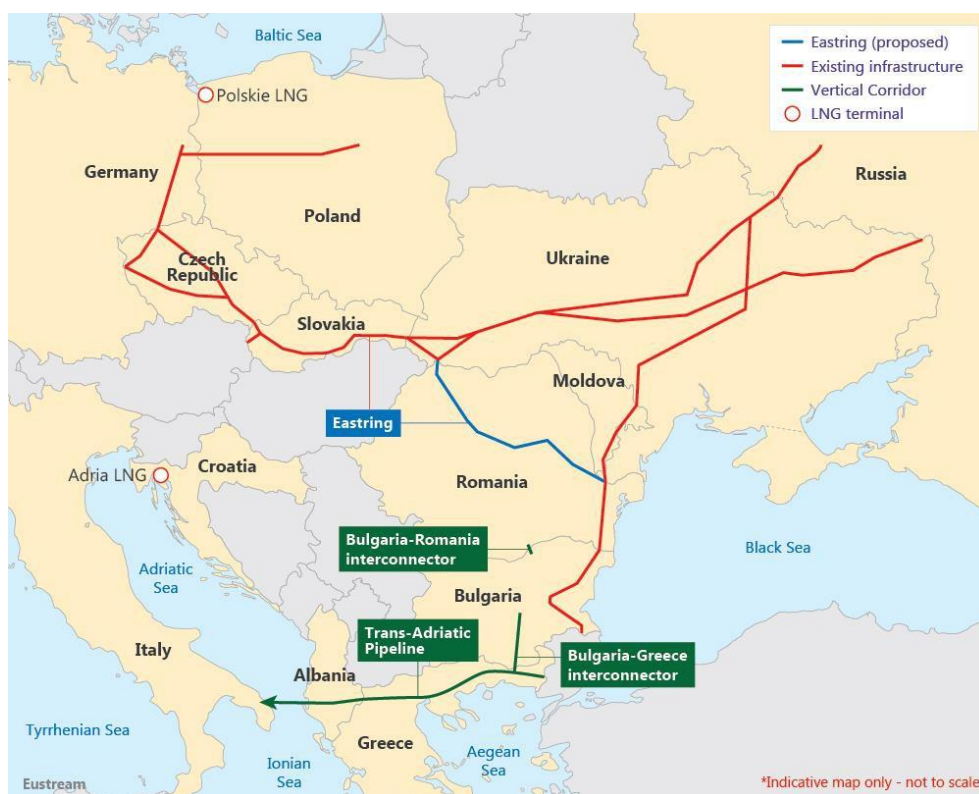 Baltic Sea
Eastring (proposed)
Existing infrastructure
Vertical Corridor
LNG terminal
Polskie LNG
Germany
Poland
Russia
Czech
Republic
Ukraine
Slovakia
Moldova
Eastring
Adria LNG
Croatia
Romania
Bulgaria-Romania
interconnector
Black Sea
Adriatic
Sea
Bulgaria
Trans-Adriatic
Pipeline
Bulgaria-Greece
interconnector
Italy
Albania
Tyrrhenian Sea
Greece
Ionian
Sea
Aegean
Sea
Eustream
*Indicative map only - not to scale